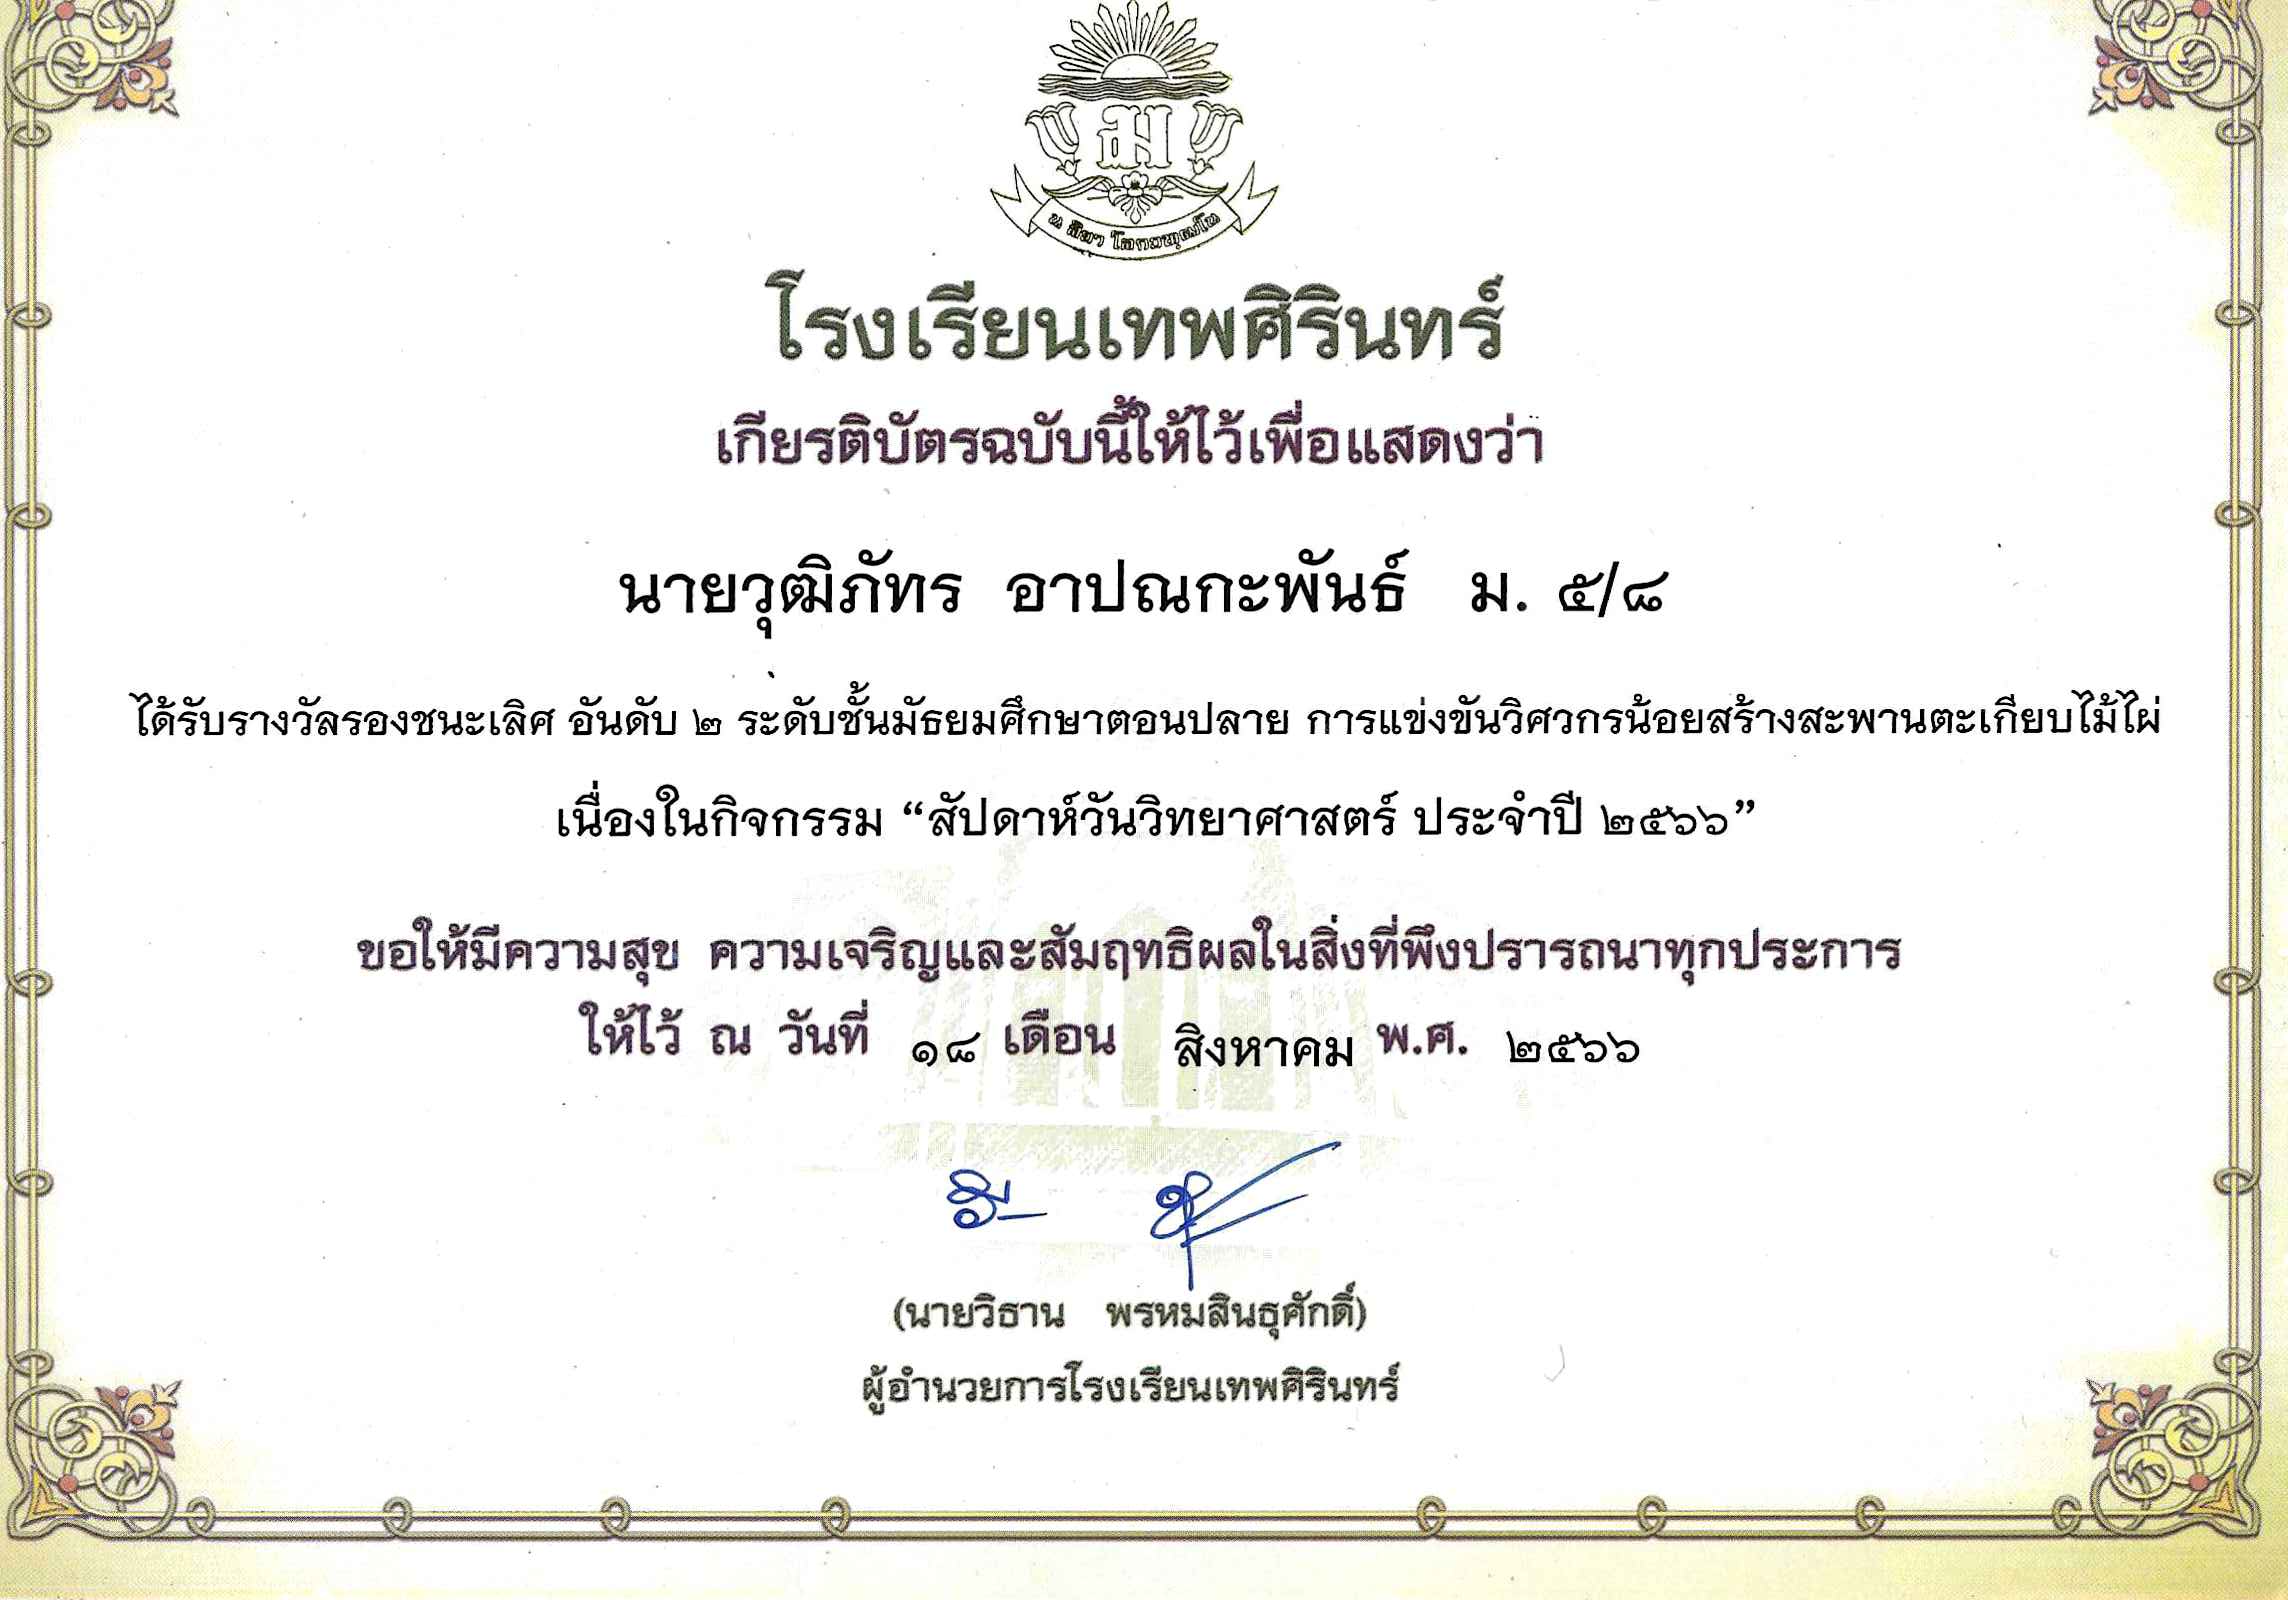 ม
น สิยา โลกวฑฺฒโน
โรงเรียนเทพศิรินทร์
เกียรติบัตรฉบับนี้ให้ไว้เพื่อแสดงว่า
นายวุฒิภัทร อาปณกะพันธ์ ม. ๕/๘
ได้รับรางวัลรองชนะเลิศ อันดับ ๒ ระดับชั้นมัธยมศึกษาตอนปลาย การแข่งขันวิศวกรน้อยสร้างสะพานตะเกียบไม้ไผ่
เนื่องในกิจกรรม “สัปดาห์วันวิทยาศาสตร์ ประจำปี ๒๕๖๖”
ขอให้มีความสุข ความเจริญและสัมฤทธิผลในสิ่งที่พึงปรารถนาทุกประการ
ให้ไว้ ณ วันที่ ๑๘ เดือน สิงหาคม พ.ศ. ๒๕๖๖
(นายวิธาน พรหมสินธุศักดิ์)
ผู้อำนวยการโรงเรียนเทพศิรินทร์